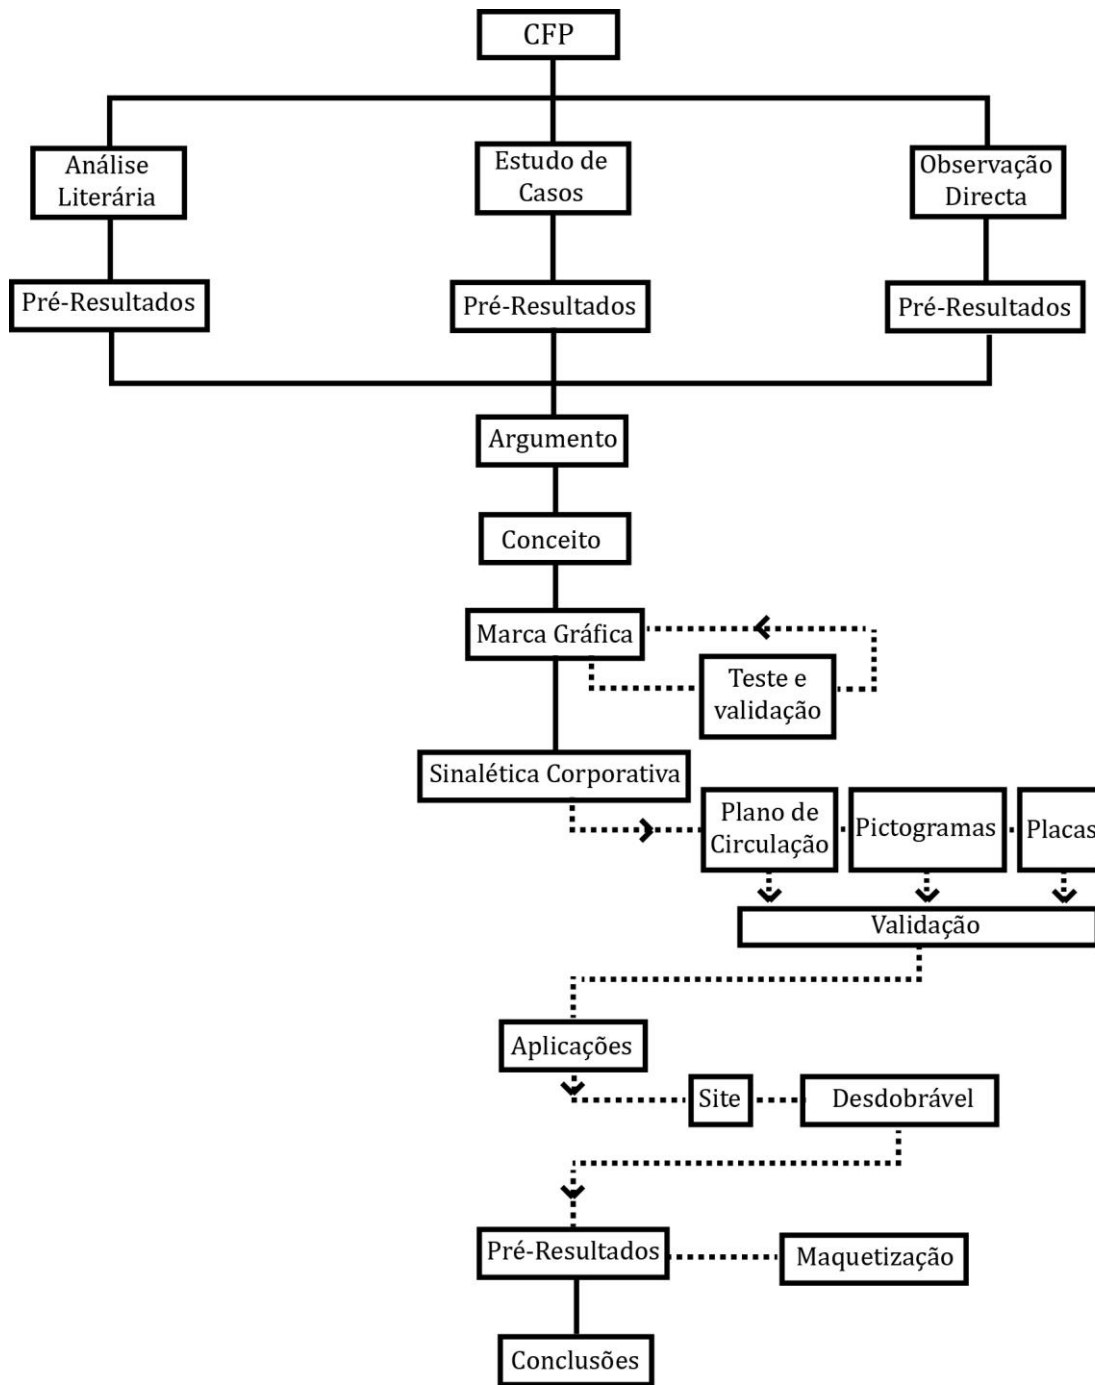 CFP
Análise
Literária
Estudo de
Casos
Observação
Directa
Pré-Resultados
Pré-Resultados
Pré-Resultados
Argumento
Conceito
Marca Gráfica
Teste e
validação
Sinalética Corporativa
Plano de
Circulação
Pictogramas
Placas
Validação
Aplicações
Site
Desdobrável
Pré-Resultados
Maquetização
Conclusões